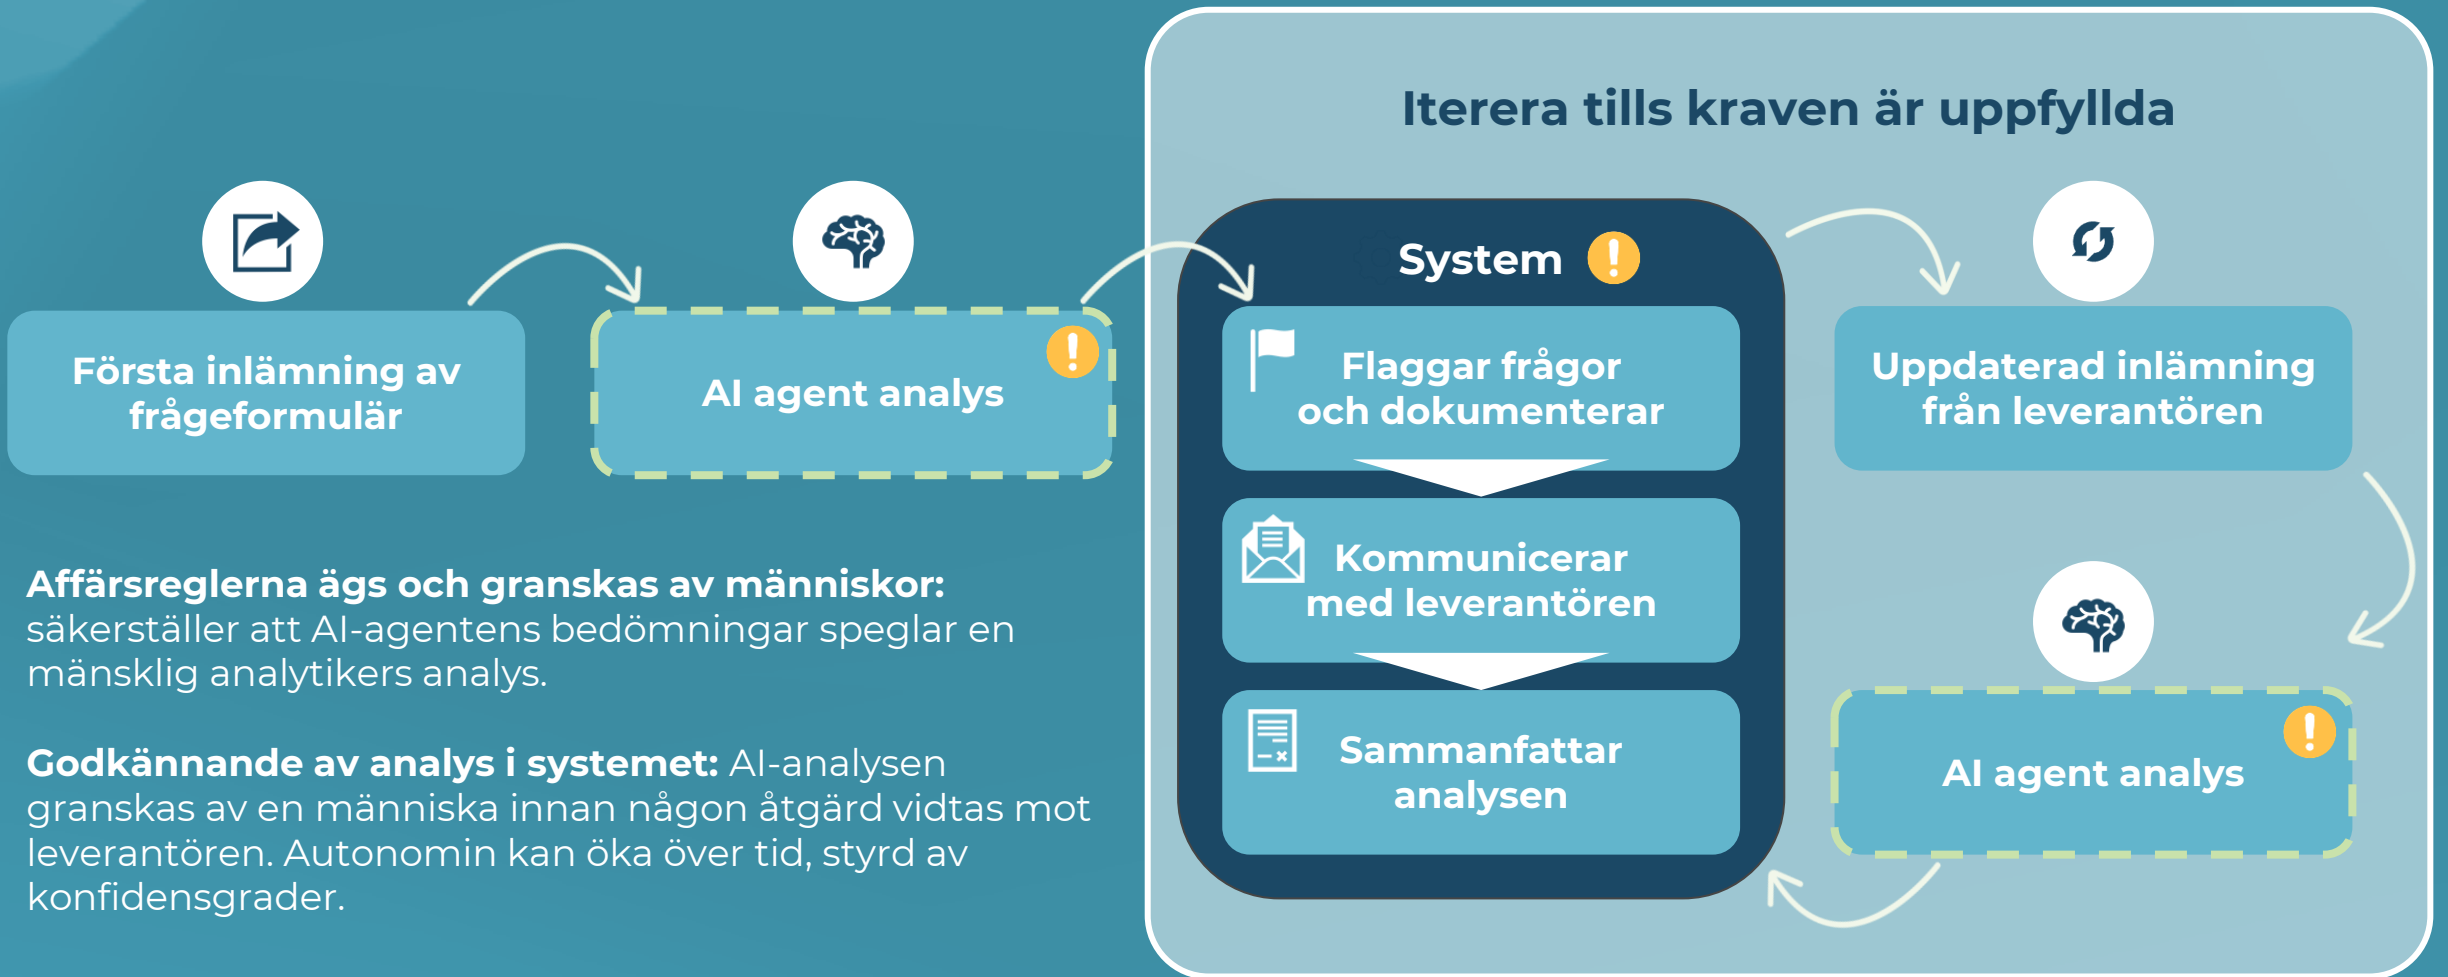 Iterera tills kraven är uppfyllda
Första inlämning av
frågeformulär
AI agent analys
System
Flaggar frågor
och dokumenterar
Kommunicerar
med leverantören
Sammanfattar
analysen
Uppdaterad inlämning
från leverantören
AI agent analys
Affärsreglerna ägs och granskas av människor:
säkerställer att AI-agentens bedömningar speglar en
mänsklig analytikers analys.
Godkännande av analys i systemet: AI-analysen
granskas av en människa innan någon åtgärd vidtas mot
leverantören. Autonomin kan öka över tid, styrd av
konfidensgrader.